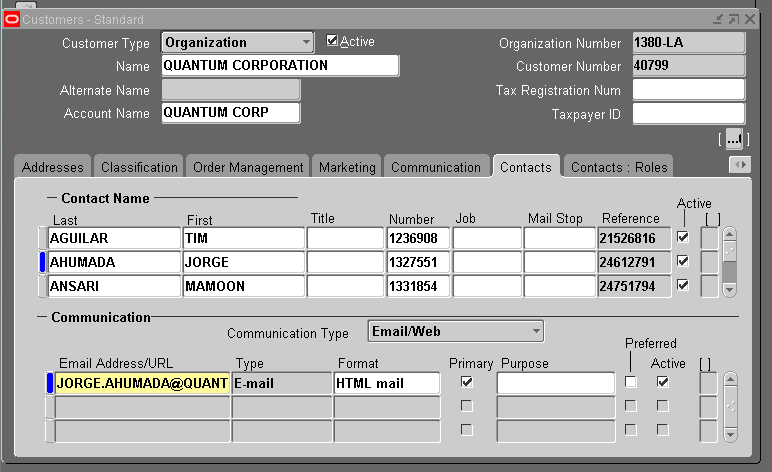 Customers - Standard
Customer Type Organization Active Organization Number 1380-LA
Name QUANTUM CORPORATION Customer Number 40799
Alternate Name Tax Registration Num
Account Name QUANTUM CORP Taxpayer ID
[ ... ]
Addresses Classification Order Management Marketing Communication Contacts Contacts : Roles
Contact Name Active
Last First Title Number Job Mail Stop Reference [ ]
AGUILAR TIM 1236908 21526816
AHUMADA JORGE 1327551 24612791
ANSARI MAMOON 1331854 24751794
Communication
Communication Type Email/Web
Preferred
Email Address/URL Type Format Primary Purpose Active [ ]
JORGE.AHUMADA@QUANT E-mail HTML mail